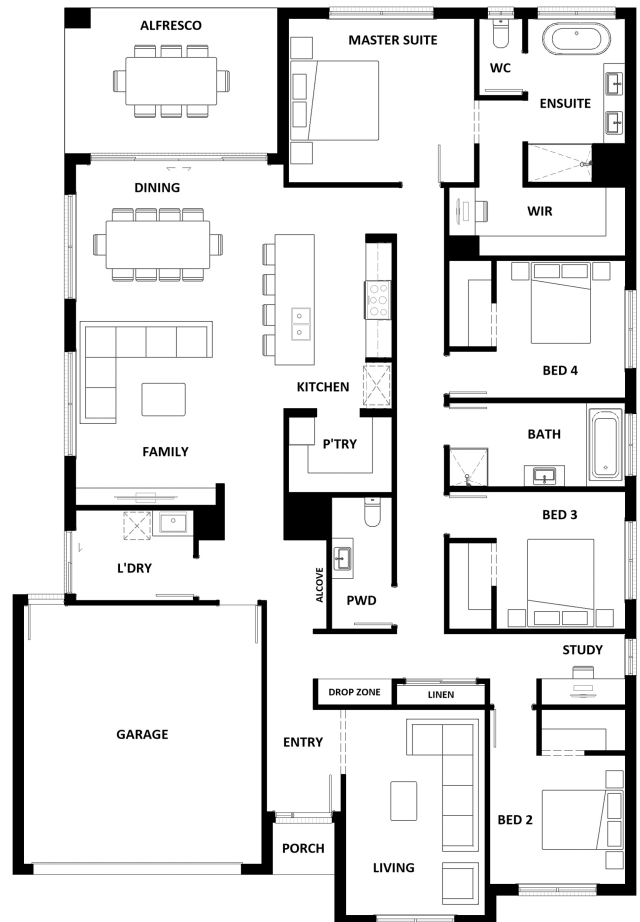 ALFRESCO
MASTER SUITE
WC
ENSUITE
DINING
WIR
KITCHEN
BED 4
P'TRY
BATH
FAMILY
BED 3
L'DRY
ALCOVE
PWD
STUDY
DROP ZONE
LINEN
GARAGE
ENTRY
BED 2
PORCH
LIVING